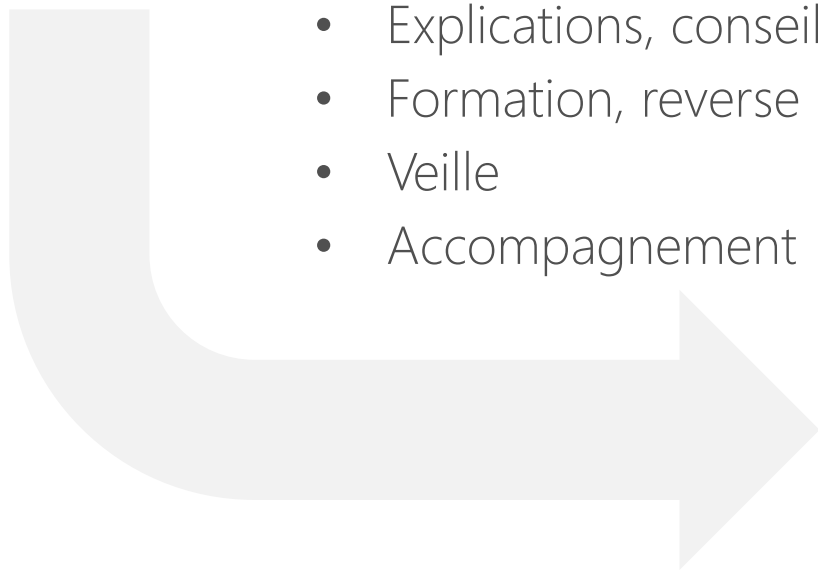 • Explications, conseil
• Formation, reverse
• Veille
• Accompagnement